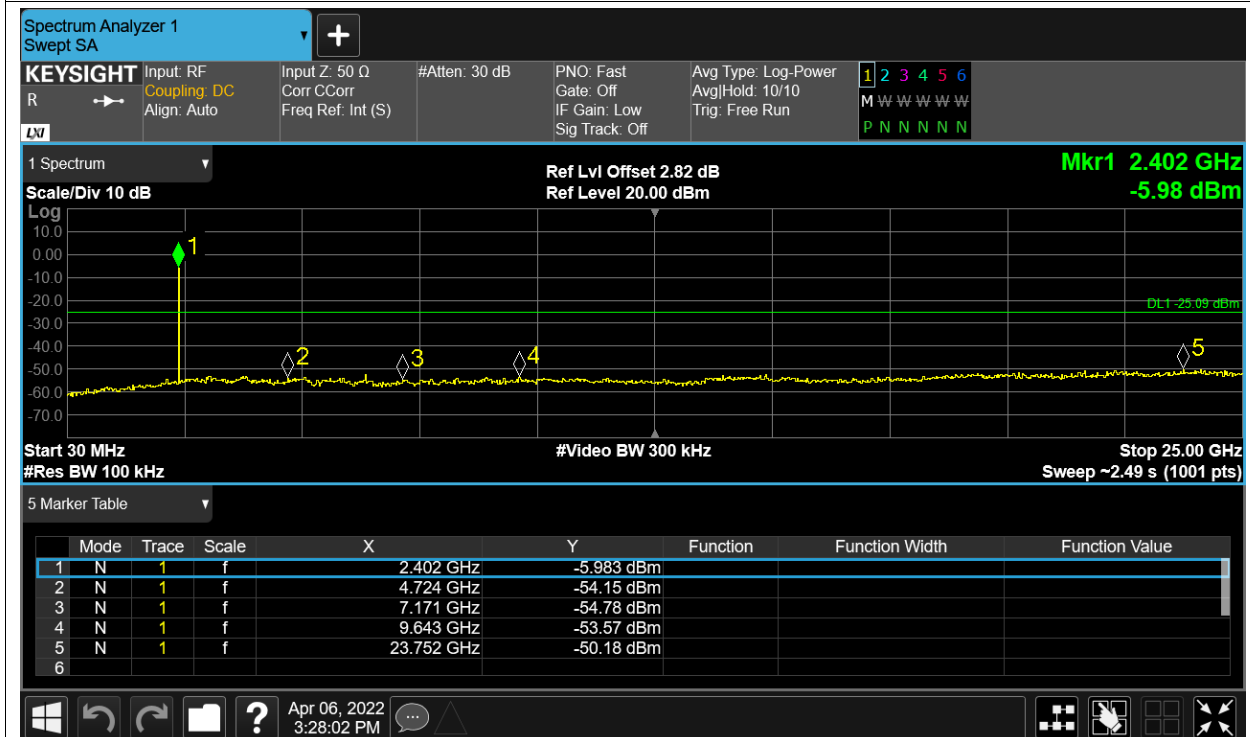 Spectrum Analyzer 1
Swept SA
+
KEYSIGHT Input: RF Input Z: 50 Ω #Atten: 30 dB PNO: Fast Avg Type: Log-Power 1 2 3 4 5 6
R Coupling: DC Corr CCorr Gate: Off Avg|Hold: 10/10 M W W W W W
Align: Auto Freq Ref: Int (S) IF Gain: Low Trig: Free Run
LXI Sig Track: Off P N N N N N
1 Spectrum Ref Lvl Offset 2.82 dB Mkr1 2.402 GHz
Scale/Div 10 dB Ref Level 20.00 dBm -5.98 dBm
Log
10.0
1
0.00
-10.0
-20.0
DL1 -25.09 dBm
-30.0
-40.0
2 3 4 5
-50.0
-60.0
-70.0
Start 30 MHz #Video BW 300 kHz Stop 25.00 GHz
#Res BW 100 kHz Sweep ~2.49 s (1001 pts)
5 Marker Table
Mode Trace Scale X Y Function Function Width Function Value
1 N 1 f 2.402 GHz -5.983 dBm
2 N 1 f 4.724 GHz -54.15 dBm
3 N 1 f 7.171 GHz -54.78 dBm
4 N 1 f 9.643 GHz -53.57 dBm
5 N 1 f 23.752 GHz -50.18 dBm
6
? Apr 06, 2022
3:28:02 PM